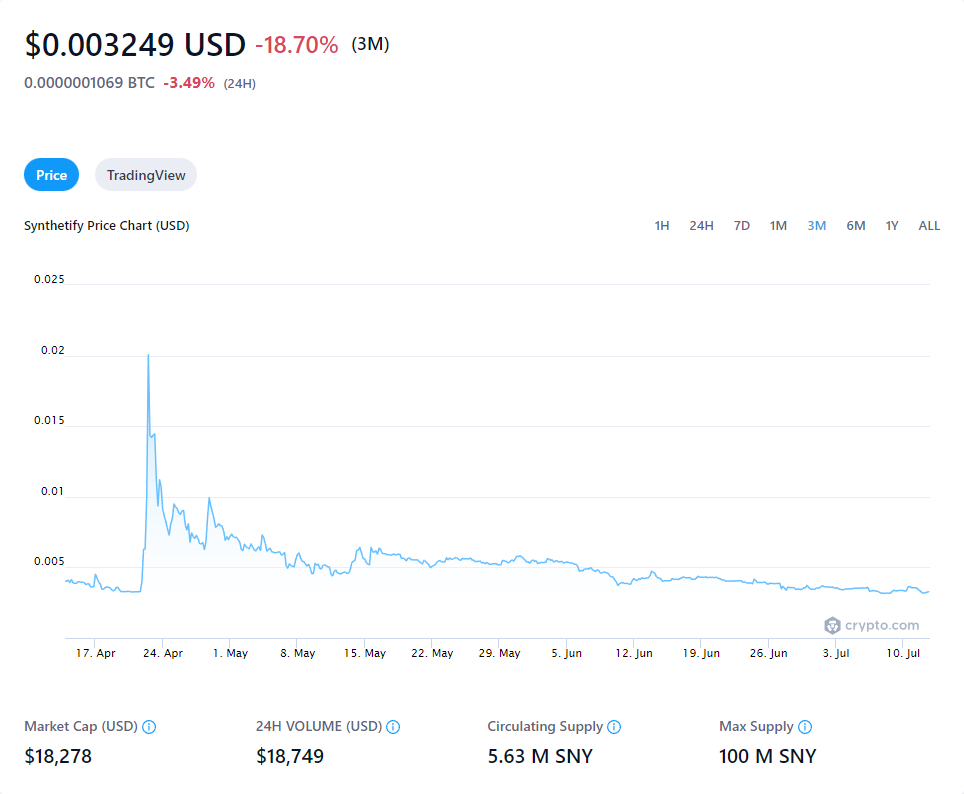 $0.003249 USD -18.70% (3M)
0.0000001069 BTC -3.49% (24H)
Price TradingView
Synthetify Price Chart (USD) 1H 24H 7D 1M 3M 6M 1Y ALL
0.025
0.02
0.015
0.01
0.005
crypto.com
17. Apr 24. Apr 1. May 8. May 15. May 22. May 29. May 5. Jun 12. Jun 19. Jun 26. Jun 3. Jul 10. Jul
Market Cap (USD) 24H VOLUME (USD) Circulating Supply Max Supply
$18,278 $18,749 5.63 M SNY 100 M SNY